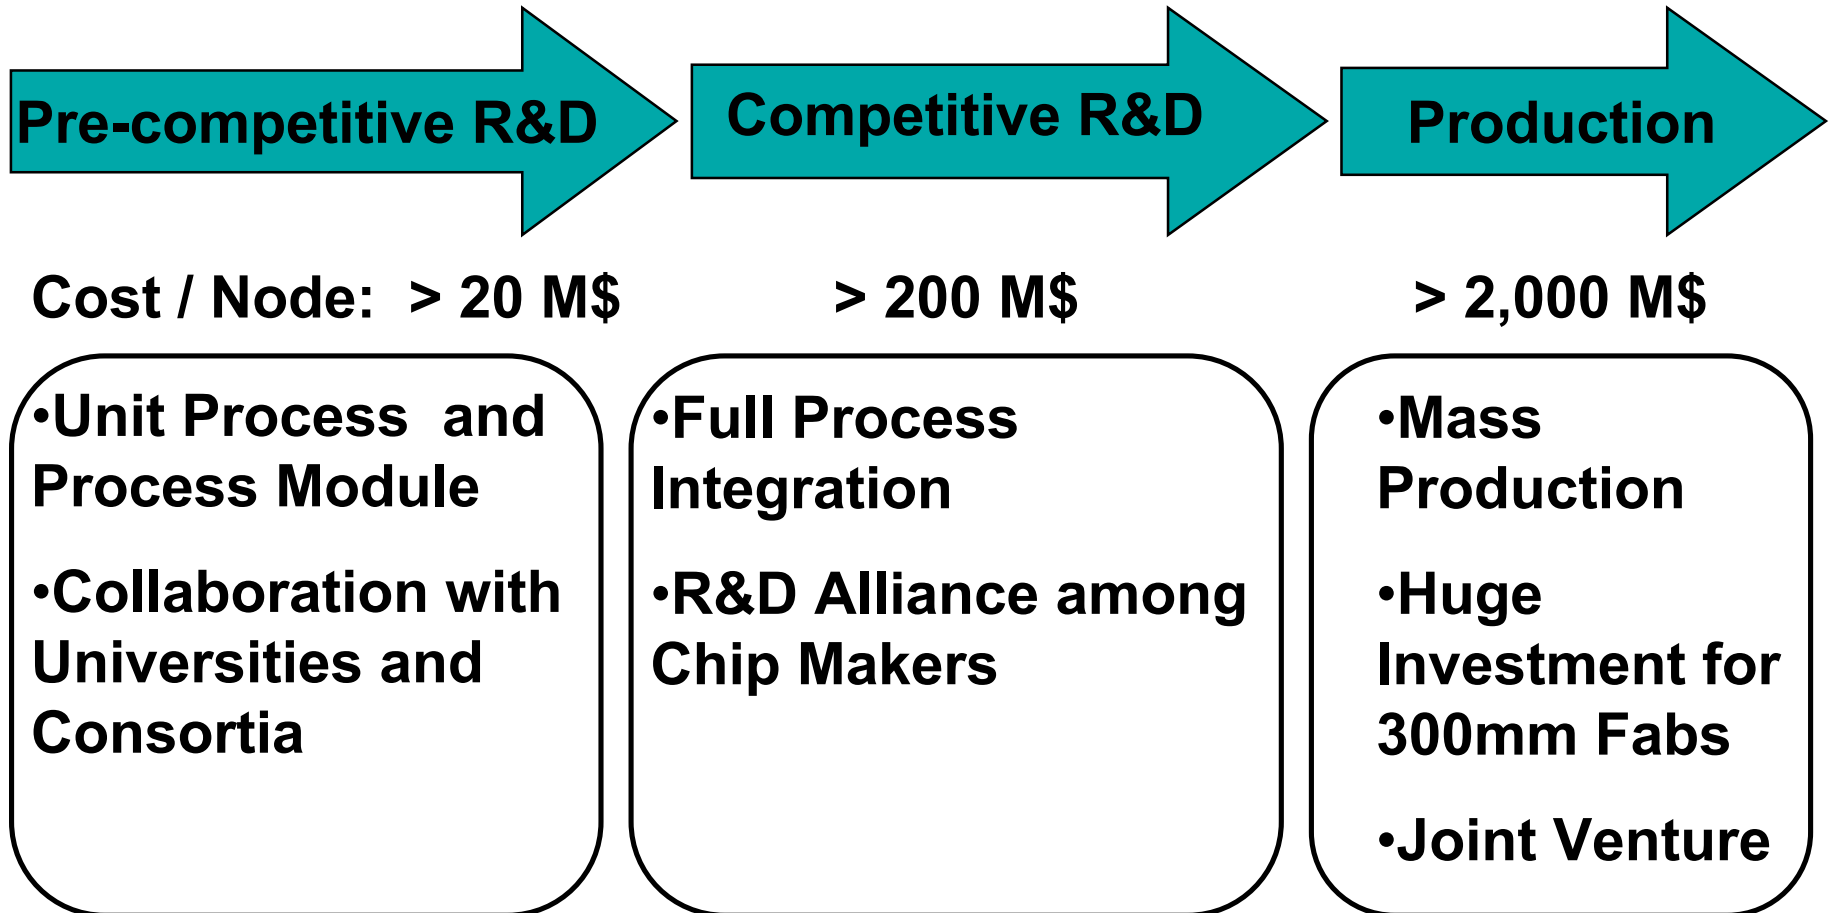 Pre-competitive R&D
Competitive R&D
Production
Cost / Node: > 20 M$
> 200 M$
> 2,000 M$
•Unit Process and
Process Module
•Collaboration with
Universities and
Consortia
•Full Process
Integration
•R&D Alliance among
Chip Makers
•Mass
Production
•Huge
Investment for
300mm Fabs
•Joint Venture